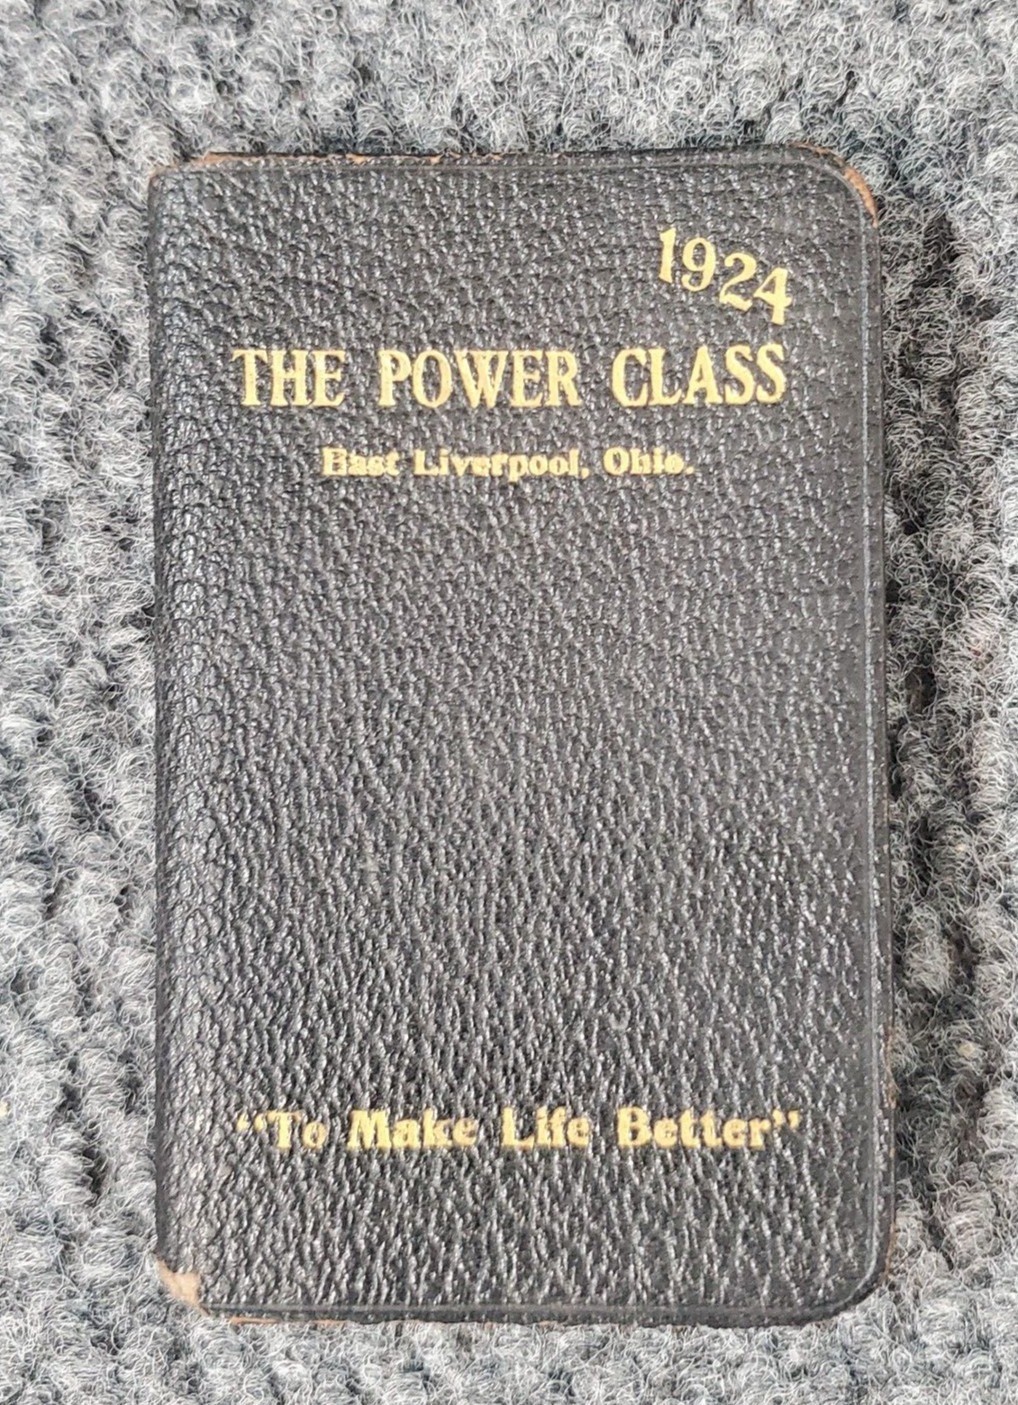 1924
THE POWER CLASS
East Liverpool, Ohio.
"To Make Life Better"